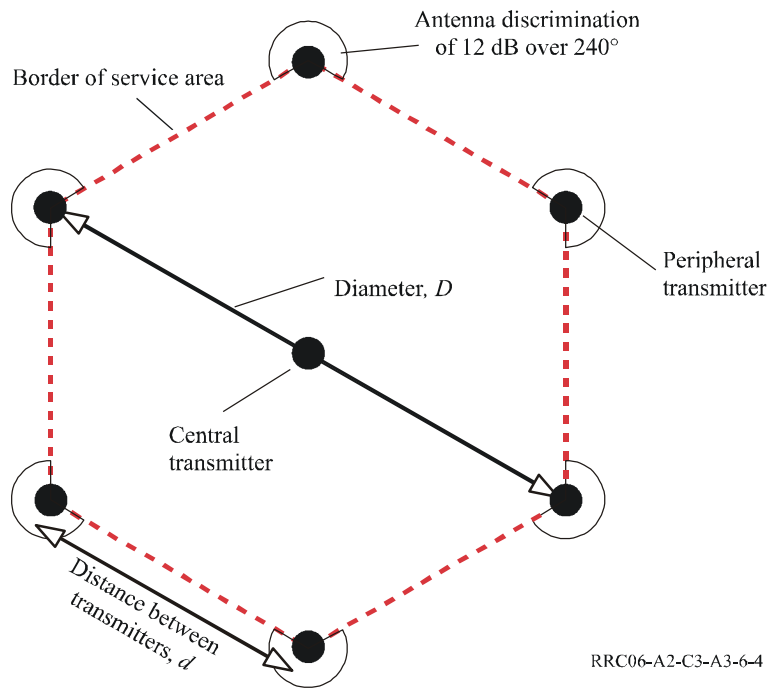 Antenna discrimination
of 12 dB over 240°
Border of service area
Peripheral
transmitter
Diameter, D
Central
transmitter
Distance between
transmitters, d
RRC06-A2-C3-A3-6-4